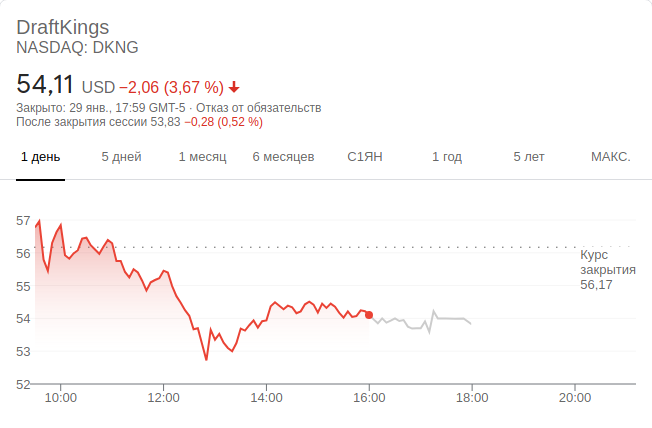 DraftKings
NASDAQ: DKNG
54,11 USD −2,06 (3,67 %)
Закрыто: 29 янв., 17:59 GMT-5 · Отказ от обязательств
После закрытия сессии 53,83 −0,28 (0,52 %)
1 день 5 дней 1 месяц 6 месяцев С1ЯН 1 год 5 лет МАКС.
57
56
55
54
53
52
Курс
закрытия
56,17
10:00 12:00 14:00 16:00 18:00 20:00